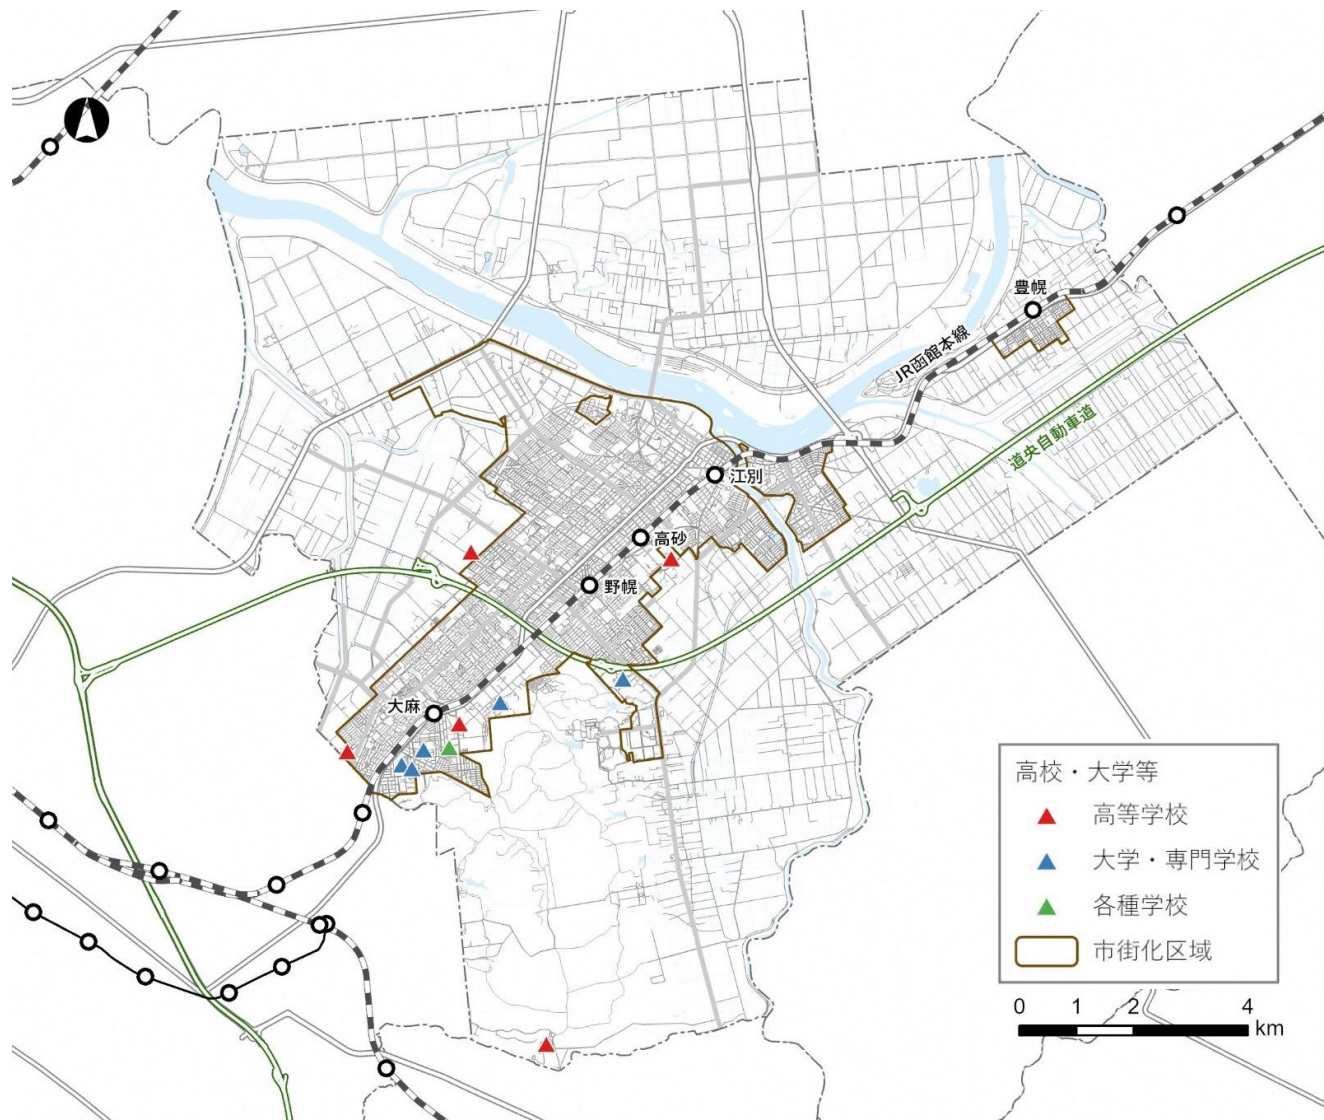 豊幌
JR函館本線
道央自動車道
江別
高砂
野幌
大麻
高校・大学等
高等学校
大学・専門学校
各種学校
市街化区域
0 1 2 4
km